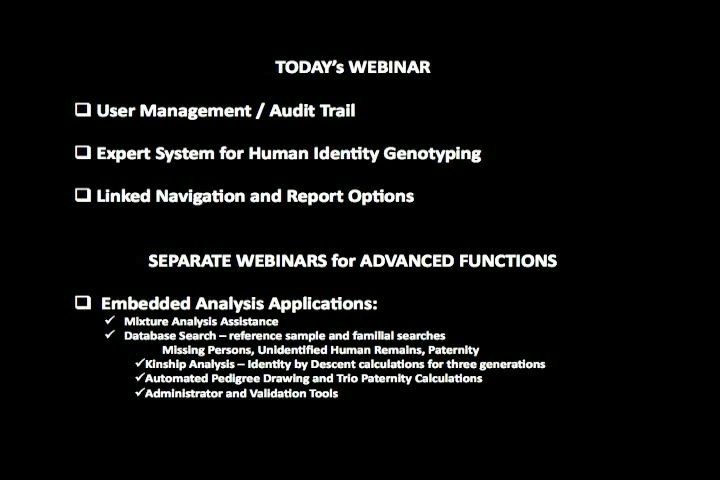 TODAY's WEBINAR
❑ User Management / Audit Trail
❑ Expert System for Human Identity Genotyping
❑ Linked Navigation and Report Options
SEPARATE WEBINARS for ADVANCED FUNCTIONS
❑ Embedded Analysis Applications:
✓ Mixture Analysis Assistance
✓ Database Search – reference sample and familial searches
Missing Persons, Unidentified Human Remains, Paternity
✓Kinship Analysis – Identity by Descent calculations for three generations
✓Automated Pedigree Drawing and Trio Paternity Calculations
✓Administrator and Validation Tools